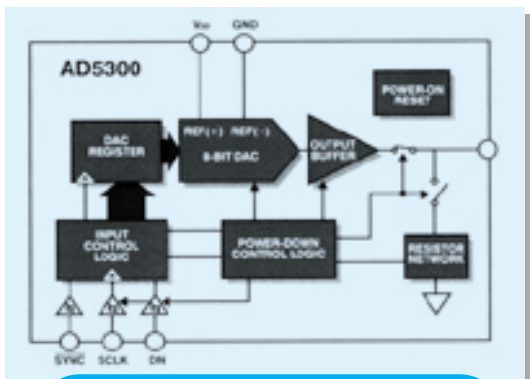 VDD GND
AD5300
POWER-ON
RESET
DAC
REGISTER
REF(+) REF(-)
8-BIT DAC
OUTPUT
BUFFER
INPUT
CONTROL
LOGIC
POWER-DOWN
CONTROL LOGIC
RESISTOR
NETWORK
SYNC SCLK DIN